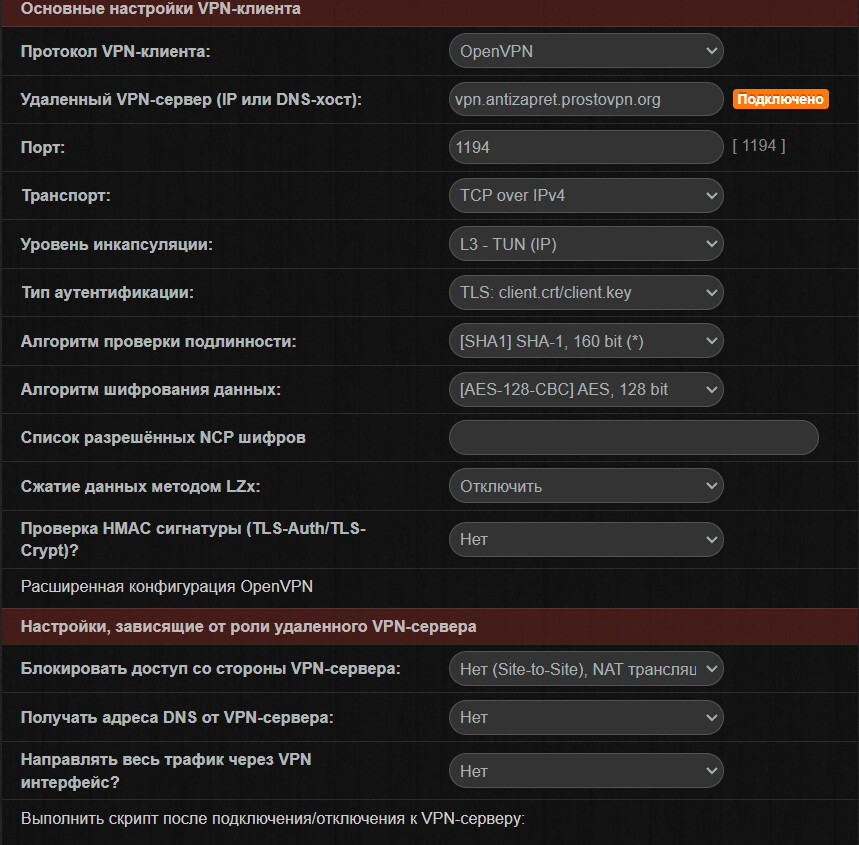 Основные настройки VPN-клиента
Протокол VPN-клиента:
OpenVPN
Удаленный VPN-сервер (IP или DNS-хост):
vpn.antizapret.prostovpn.org
Подключено
Порт:
1194
[ 1194 ]
Транспорт:
TCP over IPv4
Уровень инкапсуляции:
L3 - TUN (IP)
Тип аутентификации:
TLS: client.crt/client.key
Алгоритм проверки подлинности:
[SHA1] SHA-1, 160 bit (*)
Алгоритм шифрования данных:
[AES-128-CBC] AES, 128 bit
Список разрешённых NCP шифров
Сжатие данных методом LZx:
Отключить
Проверка HMAC сигнатуры (TLS-Auth/TLS-
Crypt)?
Нет
Расширенная конфигурация OpenVPN
Настройки, зависящие от роли удаленного VPN-сервера
Блокировать доступ со стороны VPN-сервера:
Нет (Site-to-Site), NAT трансляц
Получать адреса DNS от VPN-сервера:
Нет
Направлять весь трафик через VPN
интерфейс?
Нет
Выполнить скрипт после подключения/отключения к VPN-серверу: